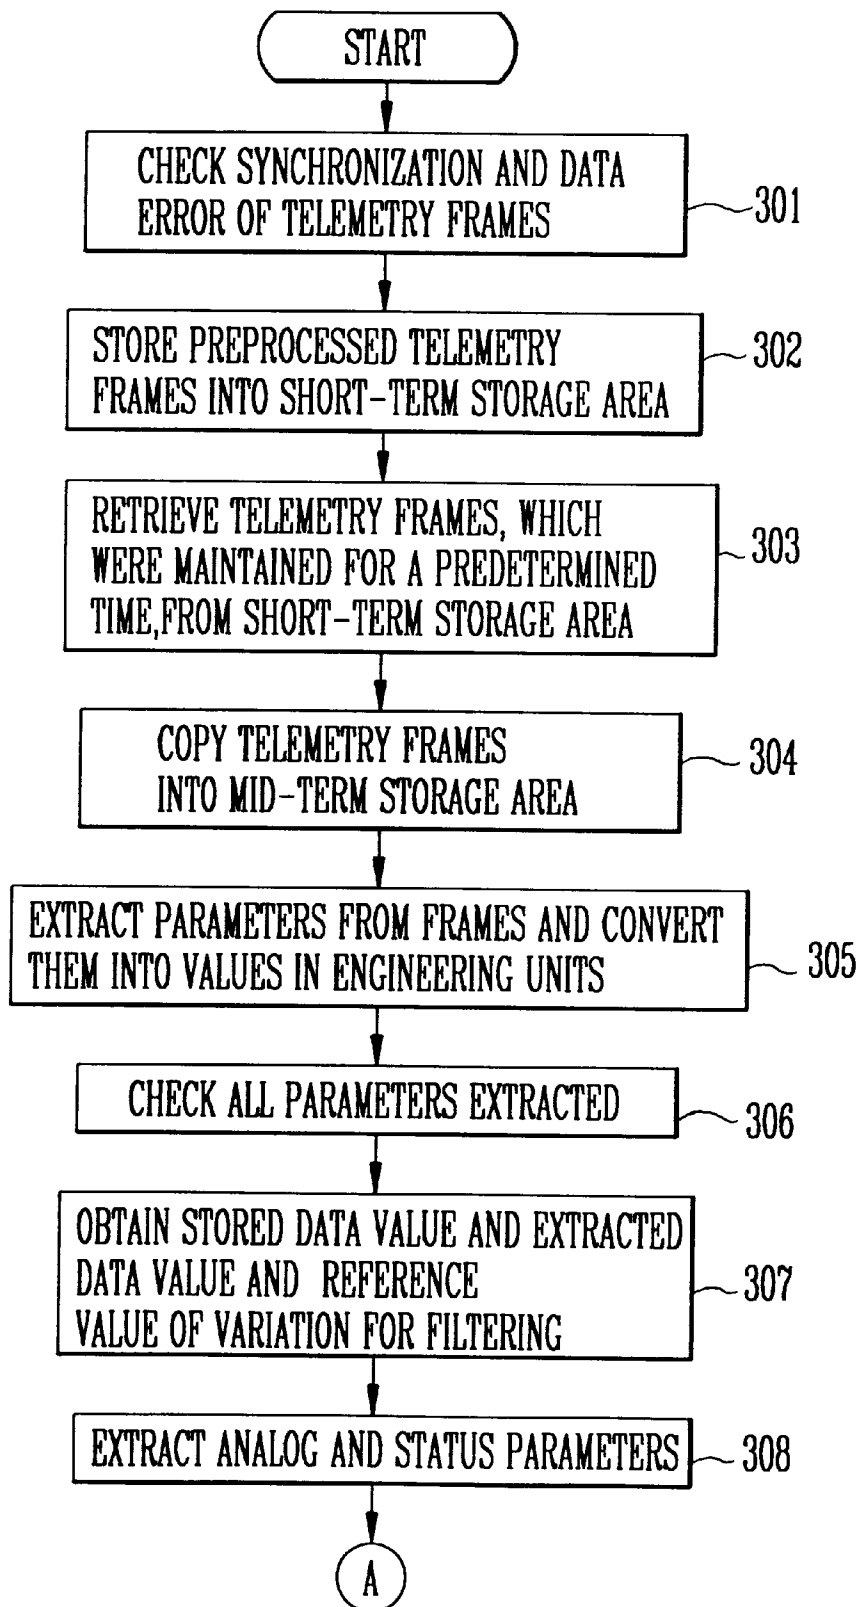 START
CHECK SYNCHRONIZATION AND DATA
ERROR OF TELEMETRY FRAMES
301
STORE PREPROCESSED TELEMETRY
FRAMES INTO SHORT-TERM STORAGE AREA
302
RETRIEVE TELEMETRY FRAMES, WHICH
WERE MAINTAINED FOR A PREDETERMINED
TIME,FROM SHORT-TERM STORAGE AREA
303
COPY TELEMETRY FRAMES
INTO MID-TERM STORAGE AREA
304
EXTRACT PARAMETERS FROM FRAMES AND CONVERT
THEM INTO VALUES IN ENGINEERING UNITS
305
CHECK ALL PARAMETERS EXTRACTED
306
OBTAIN STORED DATA VALUE AND EXTRACTED
DATA VALUE AND REFERENCE
VALUE OF VARIATION FOR FILTERING
307
EXTRACT ANALOG AND STATUS PARAMETERS
308
A